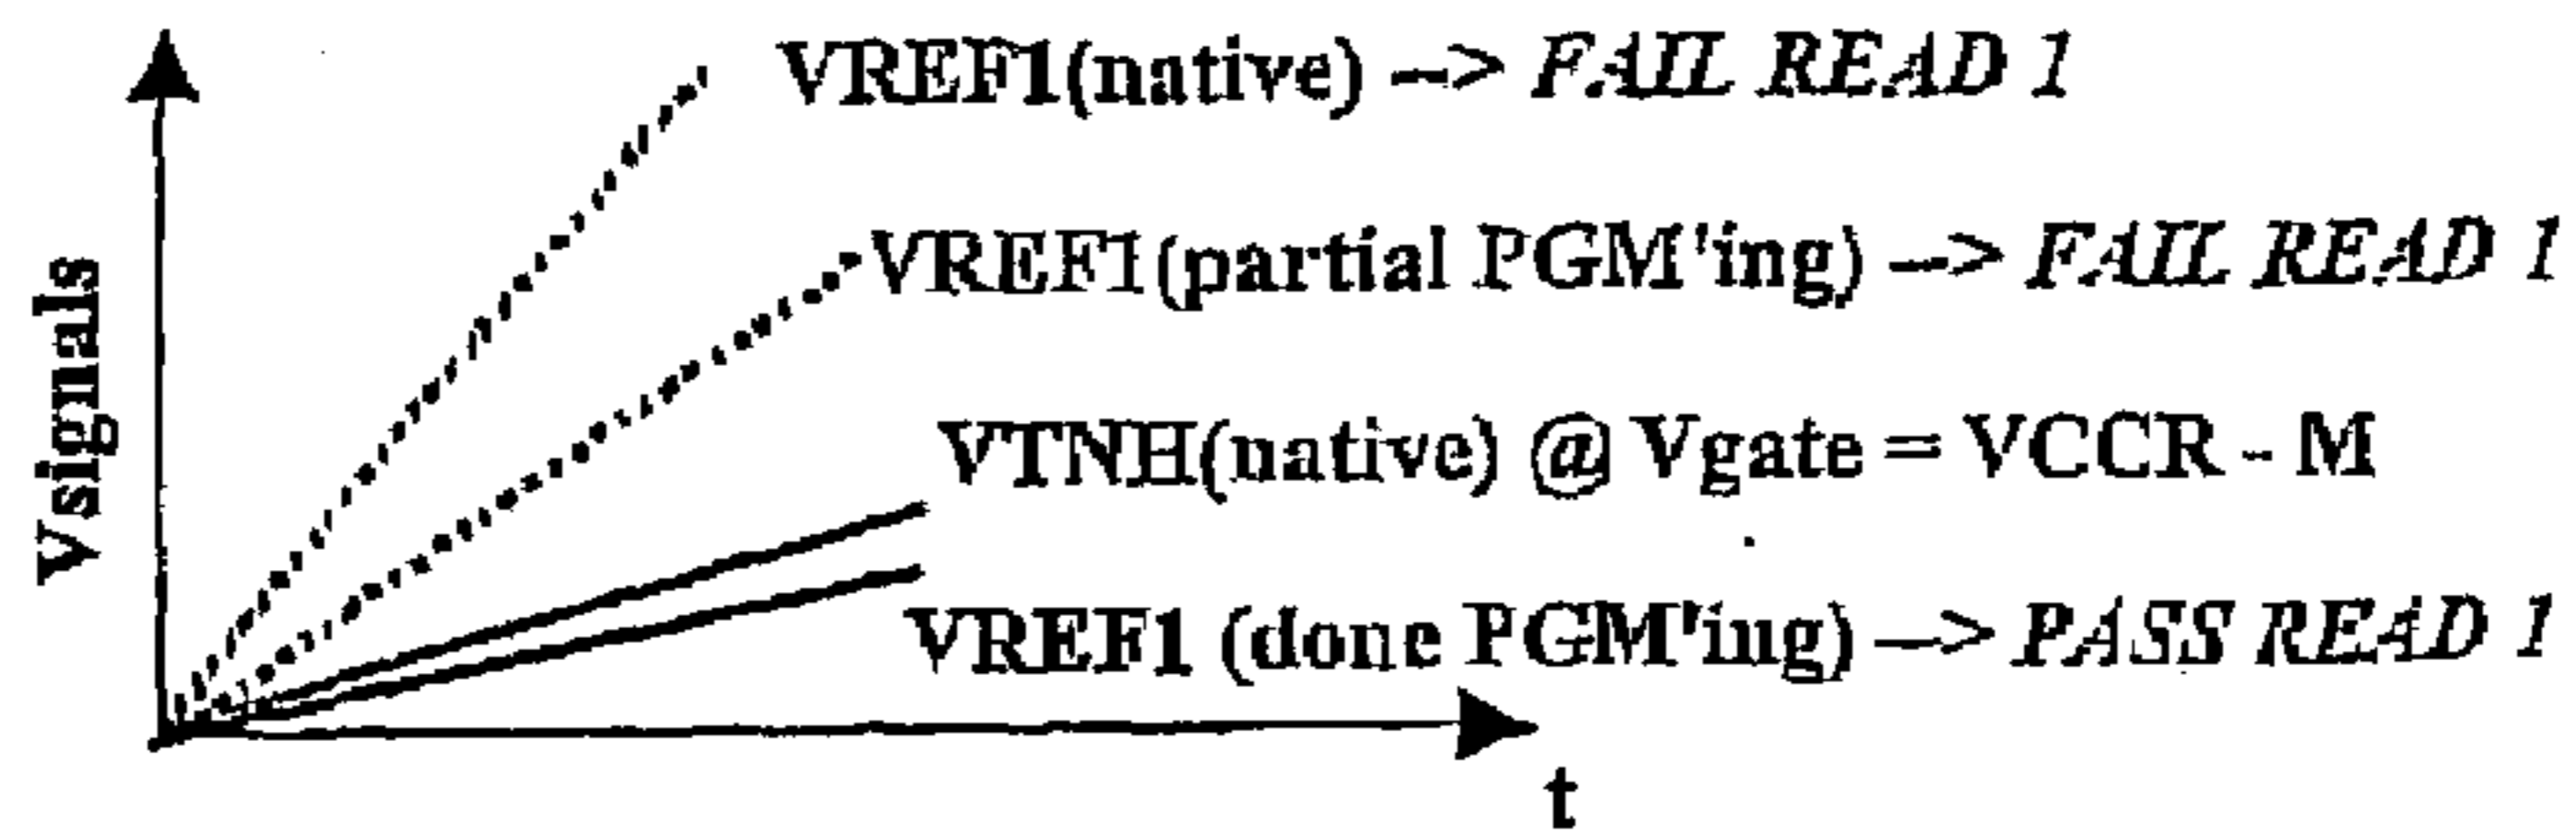 VREF1(native) --> FAIL READ 1
VREF1(partial PGM'ing) --> FAIL READ 1
VTNH(native) @ Vgate = VCCR - M
VREF1 (done PGM'ing) --> PASS READ 1
Vsignals
t